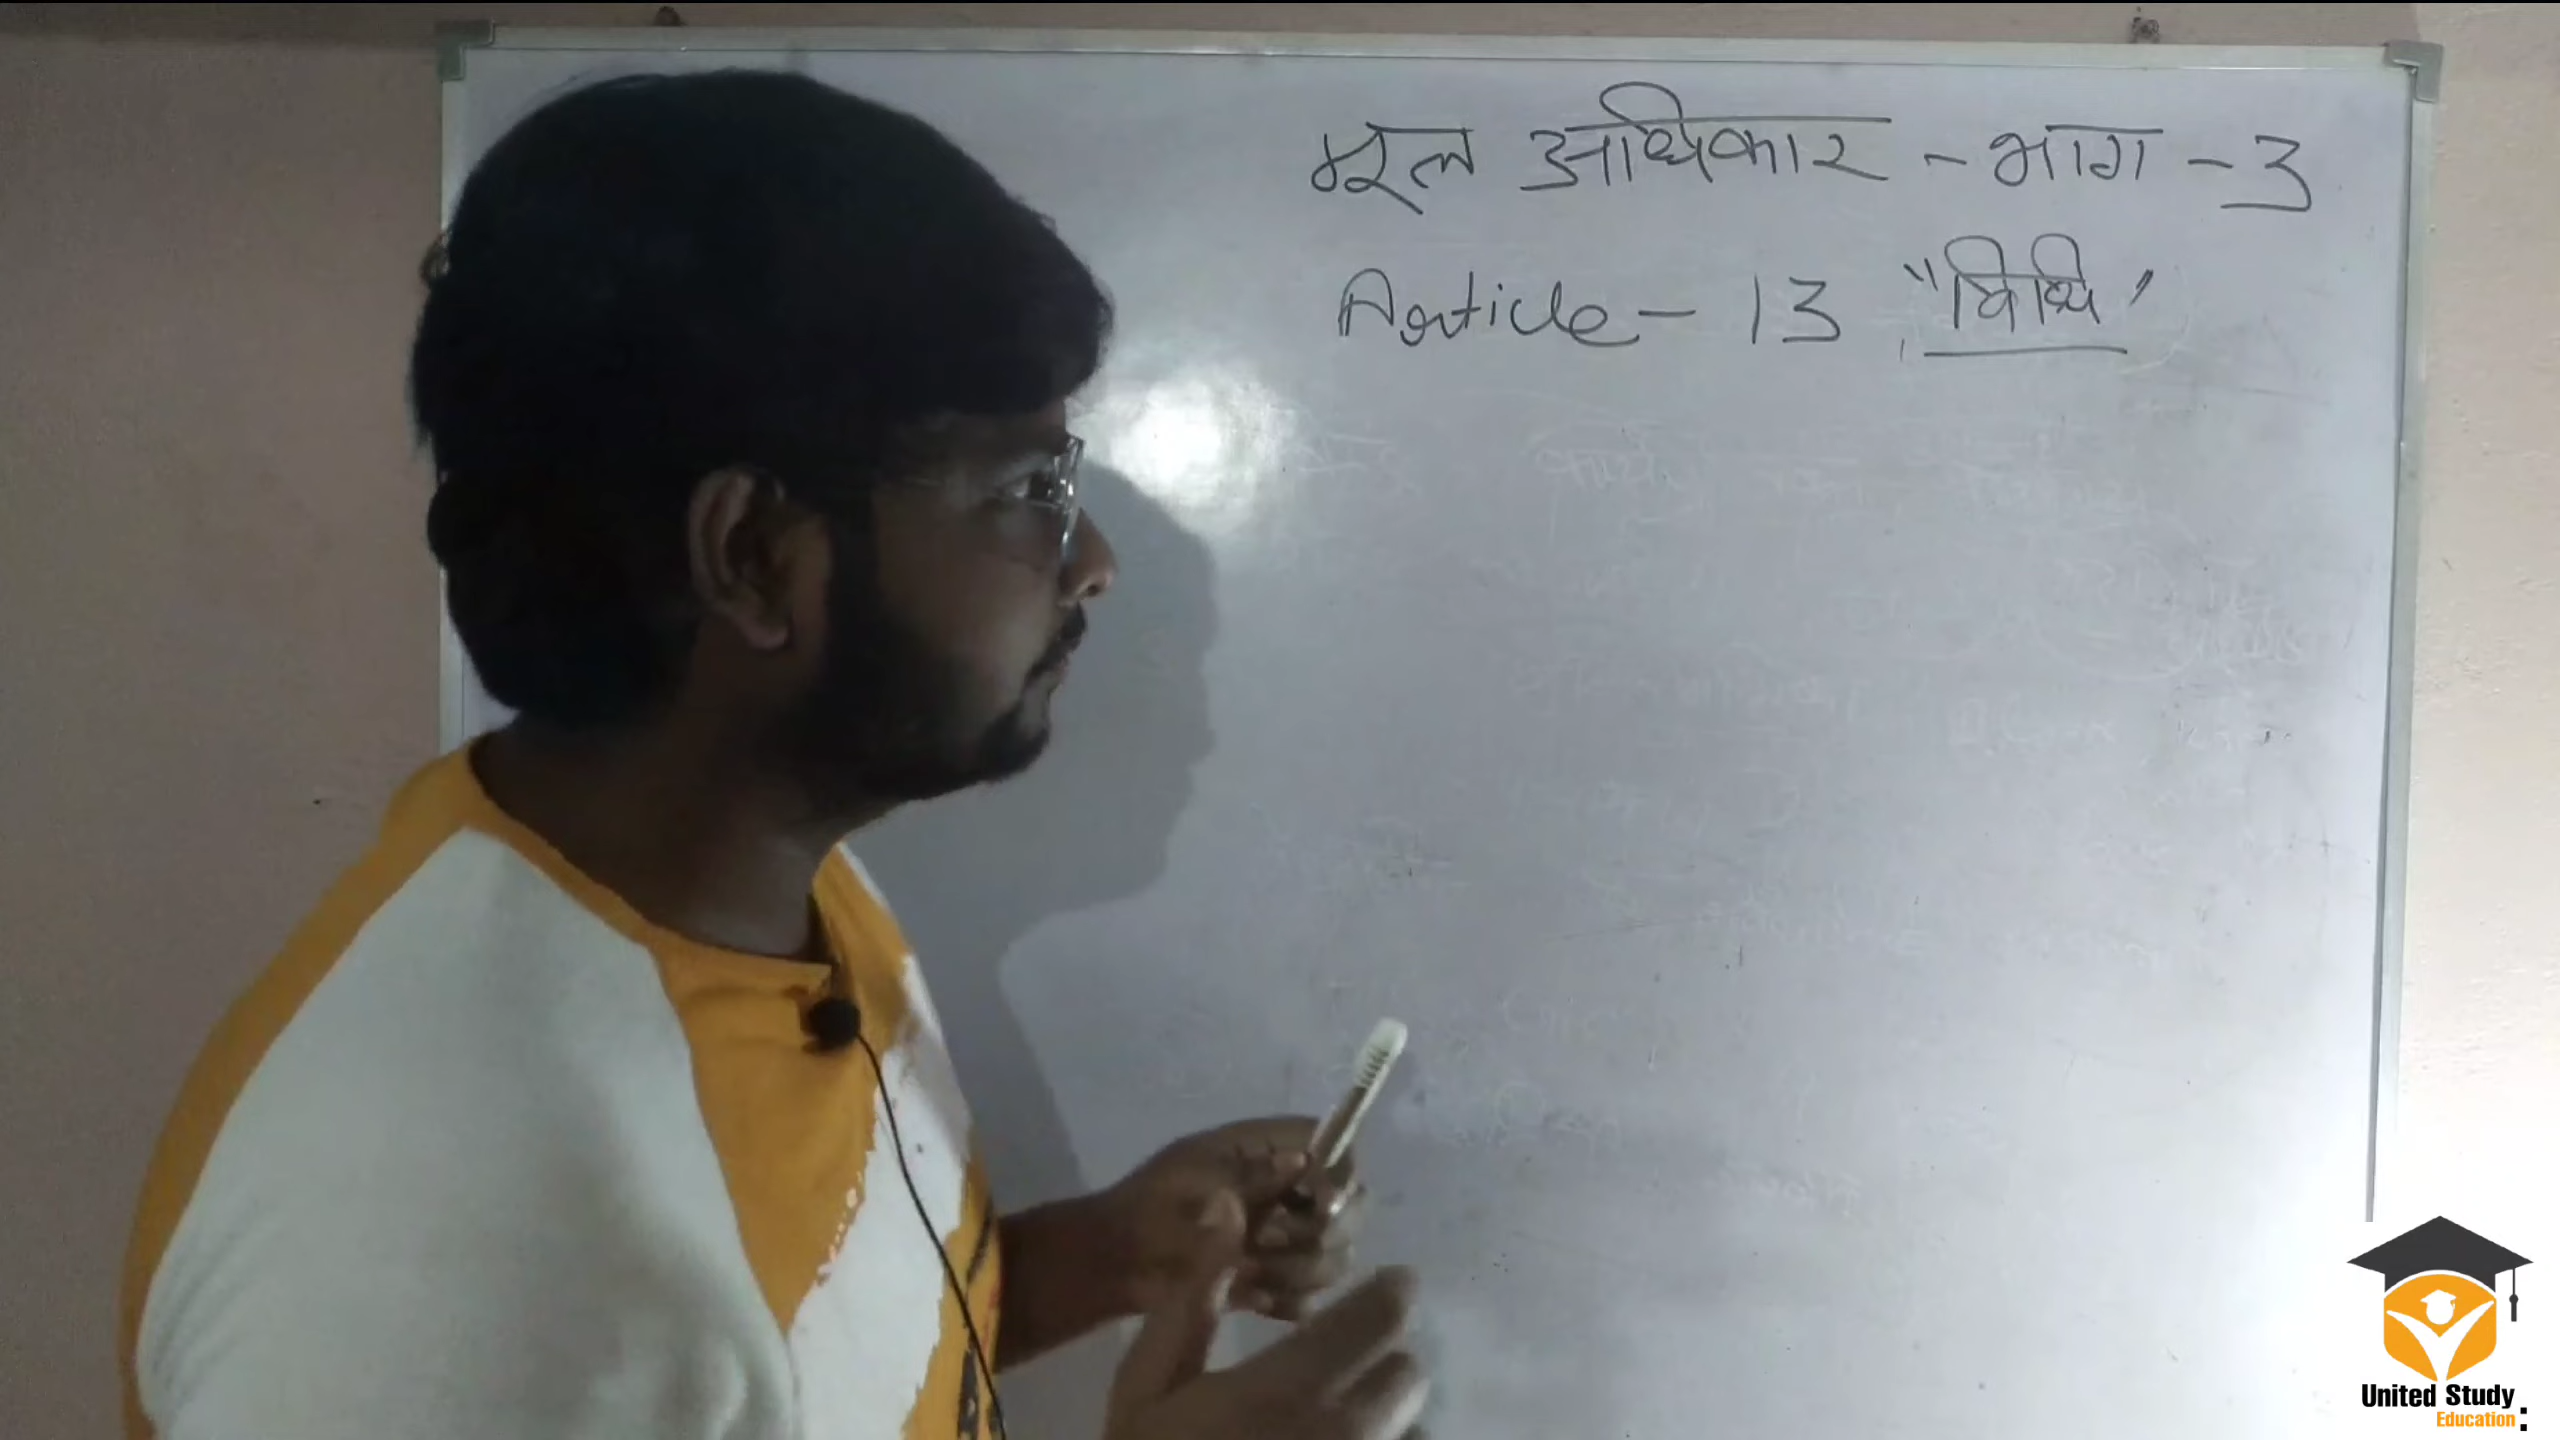 मूल अधिकार - भाग - 3
Article - 13 "विधि"
United Study
Education